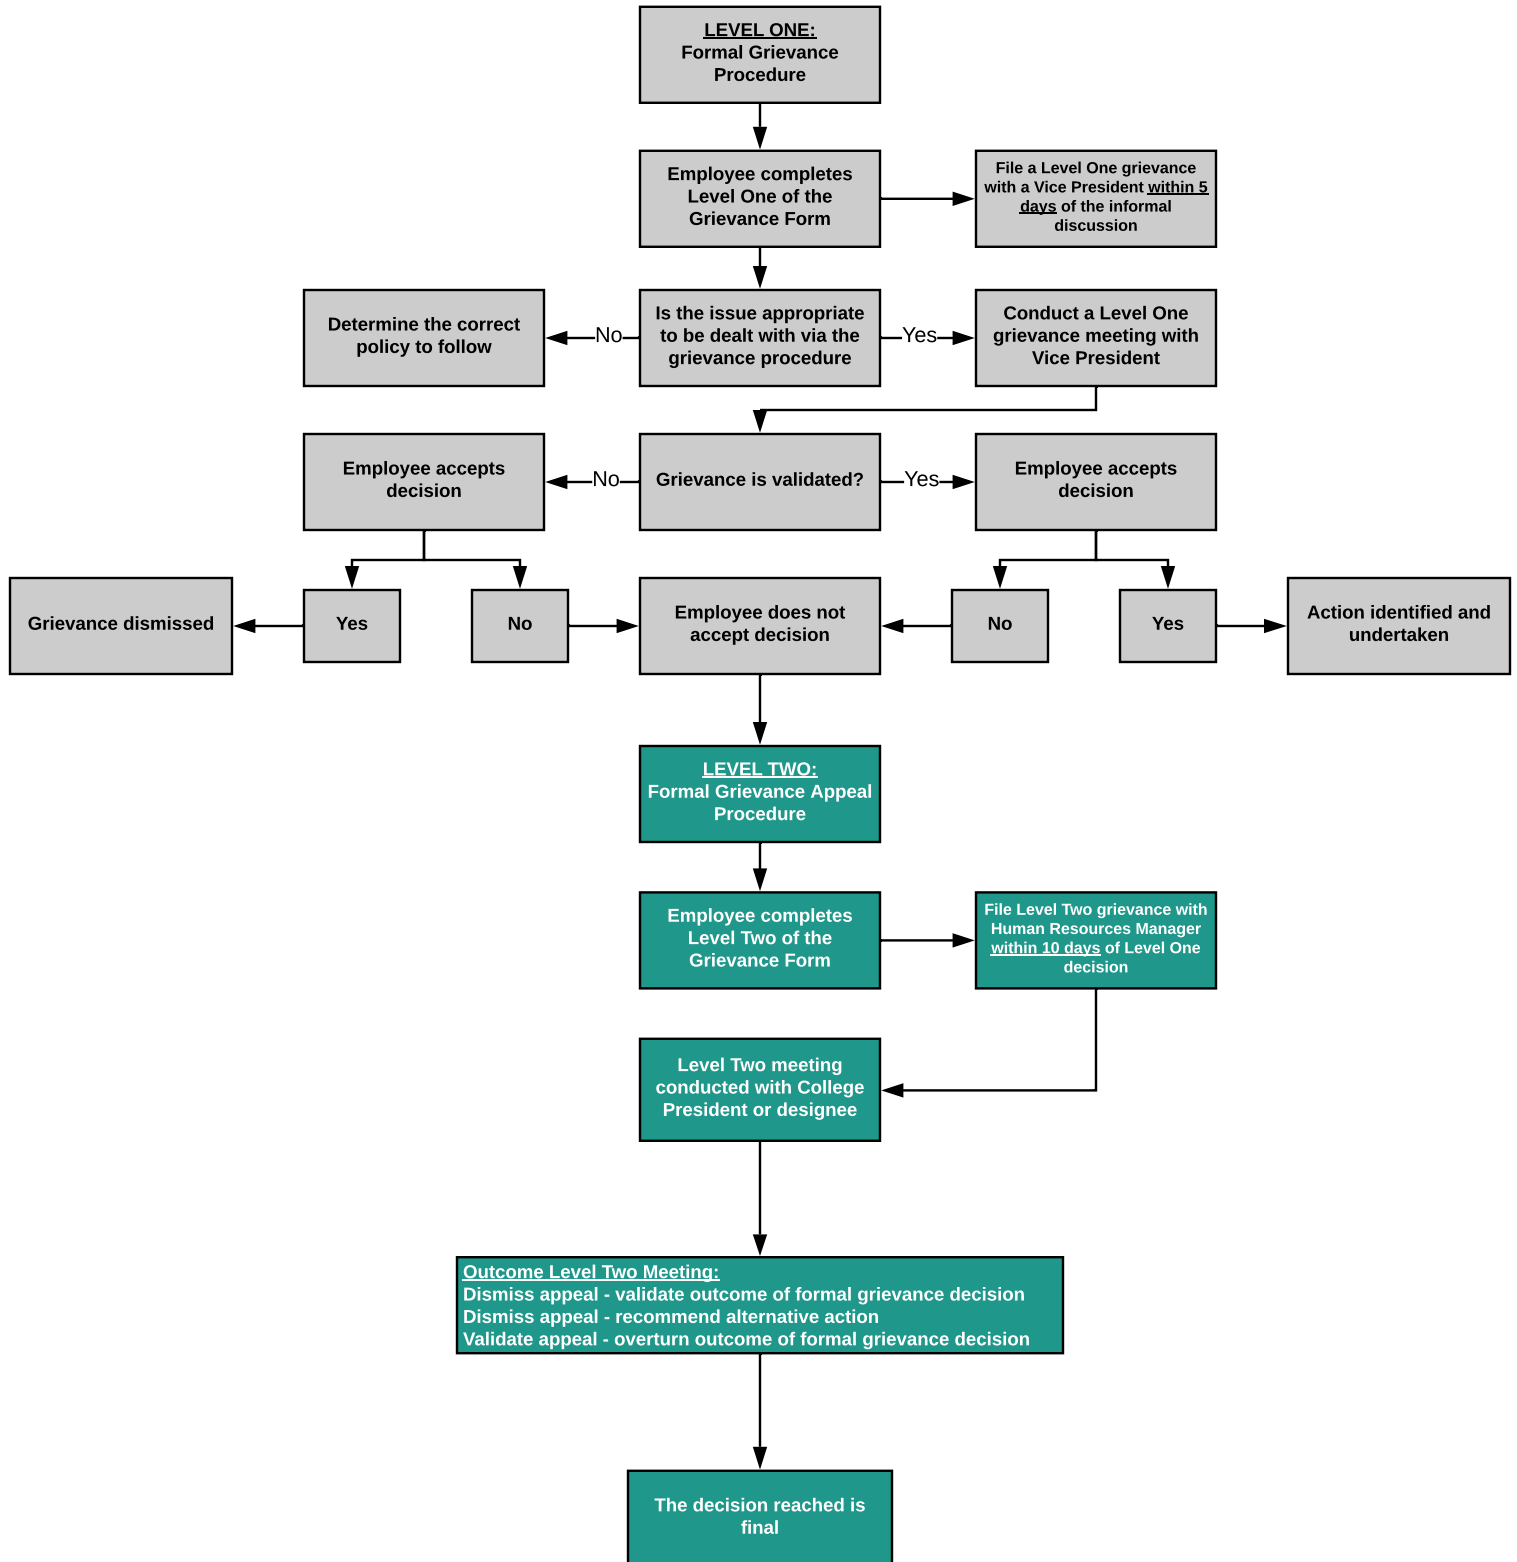 LEVEL ONE:
Formal Grievance
Procedure
Employee completes
Level One of the
Grievance Form
File a Level One grievance
with a Vice President within 5
days of the informal
discussion
Determine the correct
policy to follow
No
Is the issue appropriate
to be dealt with via the
grievance procedure
Yes
Conduct a Level One
grievance meeting with
Vice President
Employee accepts
decision
No
Grievance is validated?
Yes
Employee accepts
decision
Grievance dismissed
Yes
No
Employee does not
accept decision
No
Yes
Action identified and
undertaken
LEVEL TWO:
Formal Grievance Appeal
Procedure
Employee completes
Level Two of the
Grievance Form
File Level Two grievance with
Human Resources Manager
within 10 days of Level One
decision
Level Two meeting
conducted with College
President or designee
Outcome Level Two Meeting:
Dismiss appeal - validate outcome of formal grievance decision
Dismiss appeal - recommend alternative action
Validate appeal - overturn outcome of formal grievance decision
The decision reached is
final